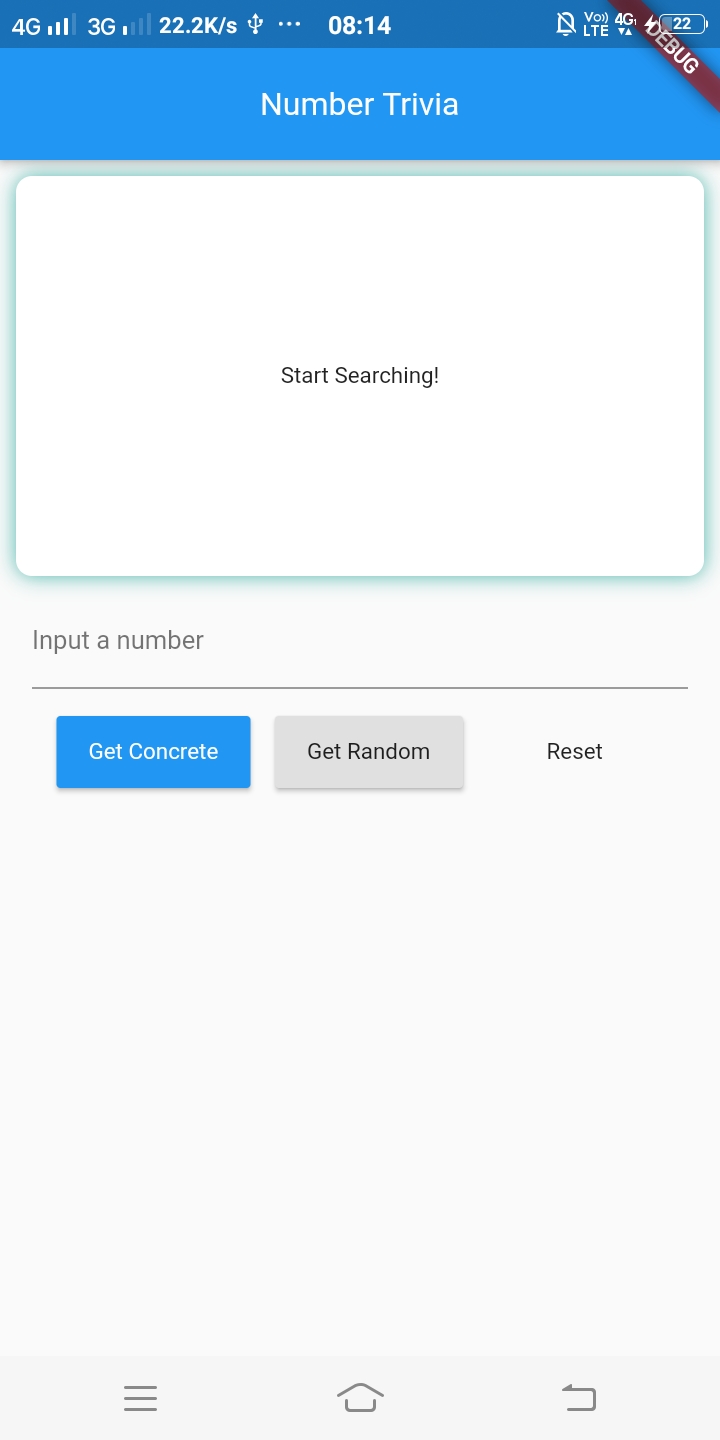 4G 3G 22.2K/s ... 08:14 Vo)) LTE 4G 22
DEBUG
Number Trivia
Start Searching!
Input a number
Get Concrete Get Random Reset